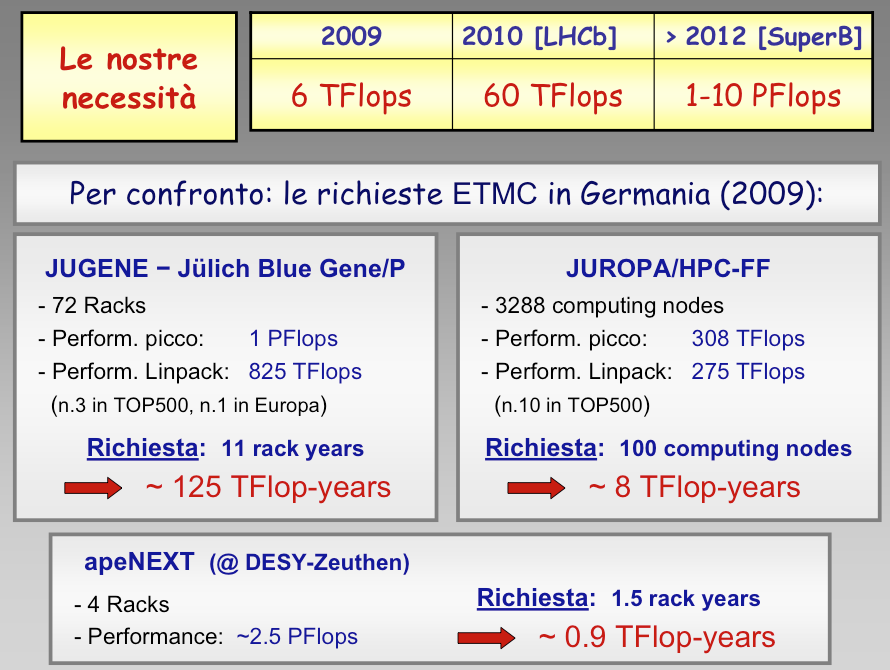 Le nostre
necessità
2009 2010 [LHCb] > 2012 [SuperB]
6 TFlops 60 TFlops 1-10 PFlops
Per confronto: le richieste ETMC in Germania (2009):
JUGENE – Jülich Blue Gene/P
- 72 Racks
- Perform. picco: 1 PFlops
- Perform. Linpack: 825 TFlops
(n.3 in TOP500, n.1 in Europa)
Richiesta: 11 rack years
~ 125 TFlop-years
JUROPA/HPC-FF
- 3288 computing nodes
- Perform. picco: 308 TFlops
- Perform. Linpack: 275 TFlops
(n.10 in TOP500)
Richiesta: 100 computing nodes
~ 8 TFlop-years
apeNEXT (@ DESY-Zeuthen)
- 4 Racks
- Performance: ~2.5 PFlops
Richiesta: 1.5 rack years
~ 0.9 TFlop-years